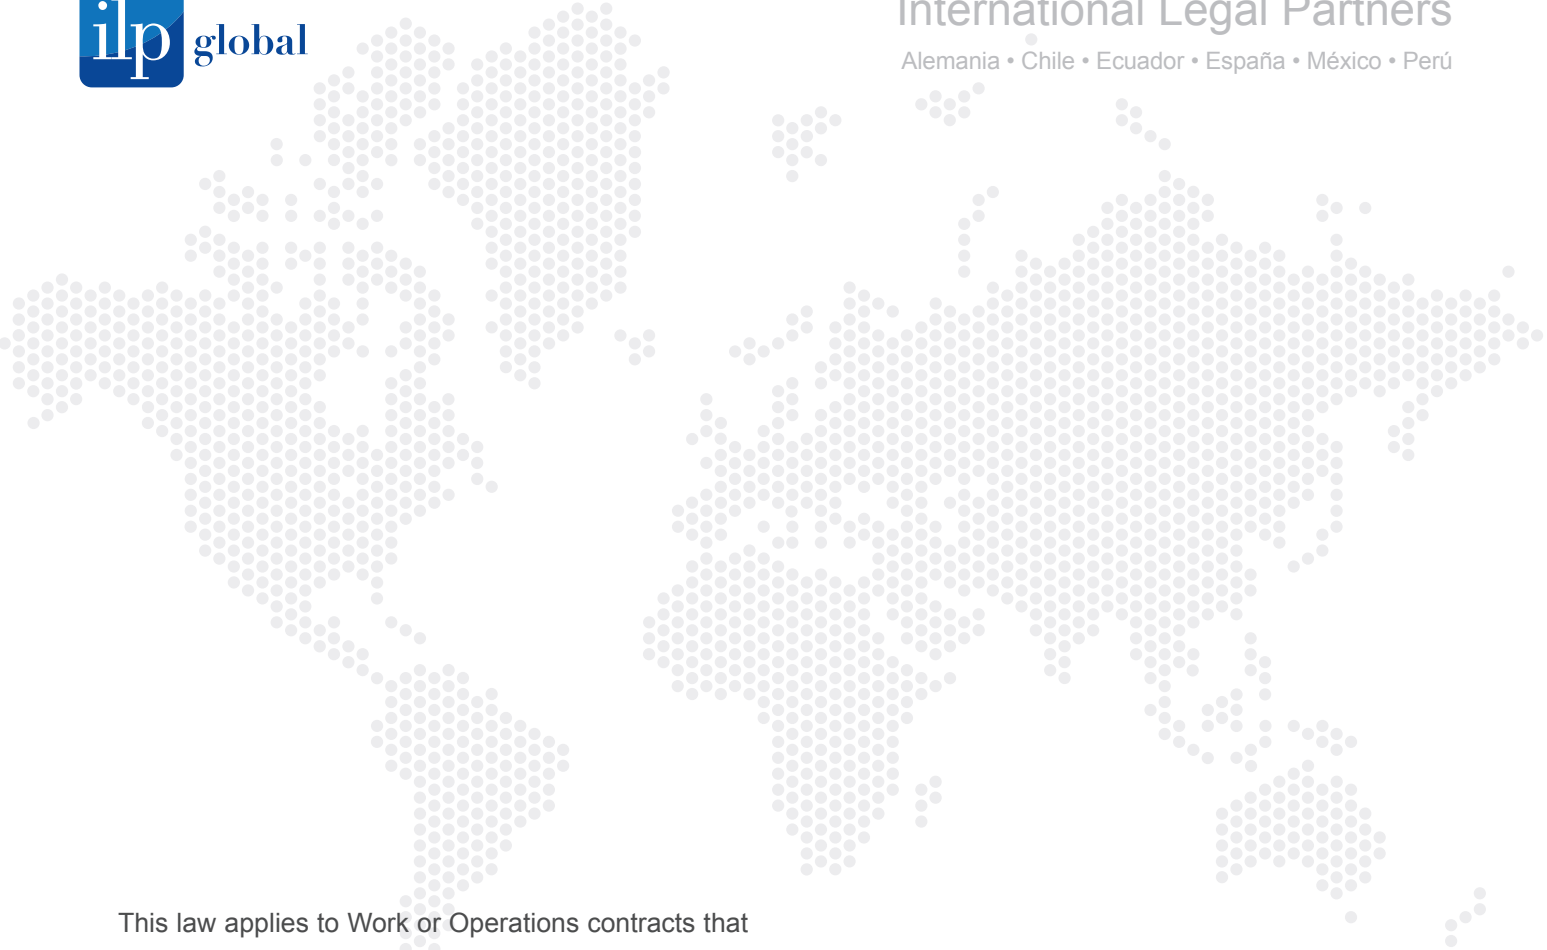 ilp global
International Legal Partners
Alemania • Chile • Ecuador • España • México • Perú
This law applies to Work or Operations contracts that